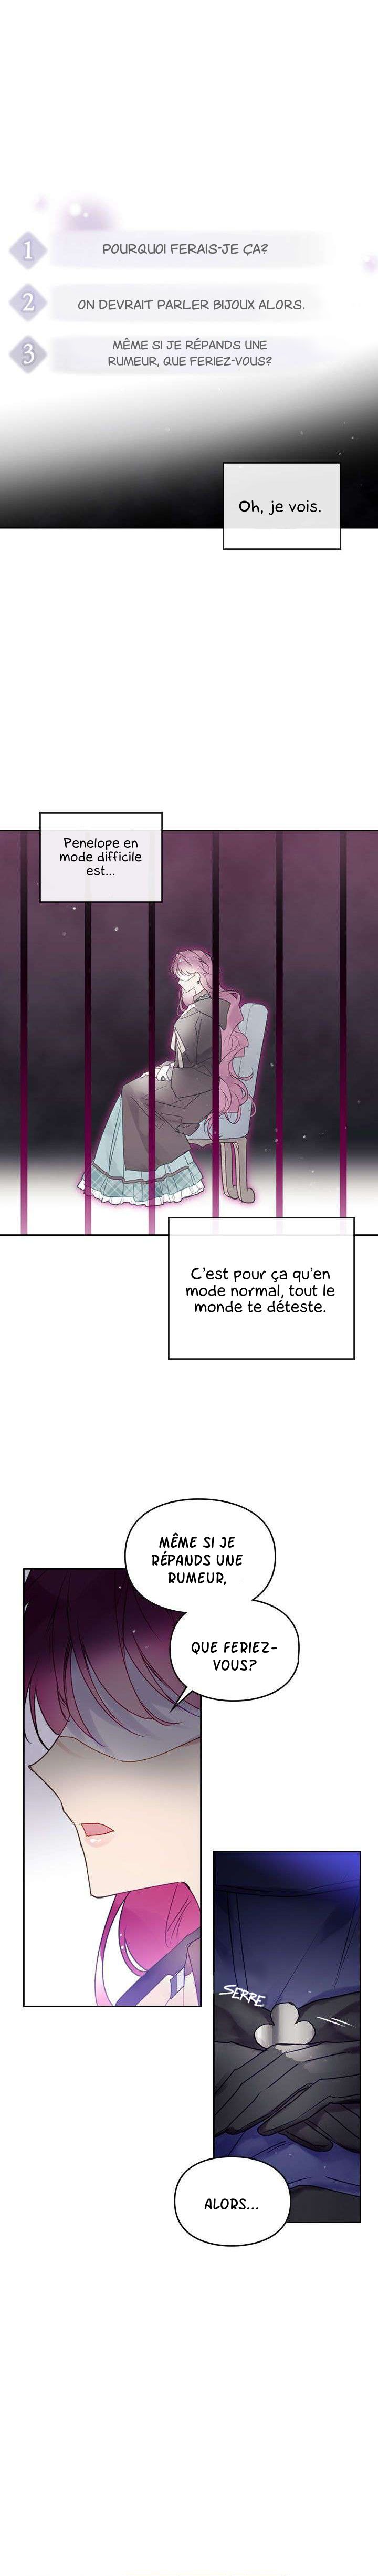 1
POURQUOI FERAIS-JE ÇA?
2
ON DEVRAIT PARLER BIJOUX ALORS.
3
MÊME SI JE RÉPANDS UNE
RUMEUR, QUE FERIEZ-VOUS?
Oh, je vois.
Penelope en
mode difficile
est...
C'est pour ça qu'en
mode normal, tout le
monde te déteste.
MÊME SI JE
RÉPANDS UNE
RUMEUR,
QUE FERIEZ-
VOUS?
SERRE
ALORS...